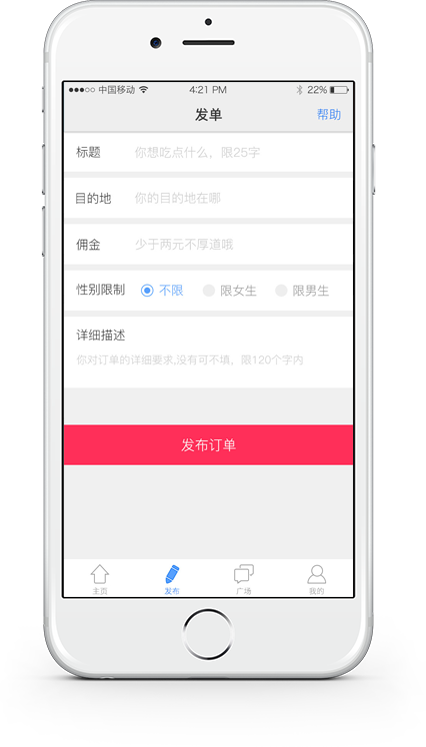 ●●●○○ 中国移动 4:21 PM 22%
发单 帮助
标题 你想吃点什么，限25字
目的地 你的目的地在哪
佣金 少于两元不厚道哦
性别限制 不限 限女生 限男生
详细描述
你对订单的详细要求,没有可不填，限120个字内
发布订单
主页 发布 广场 我的